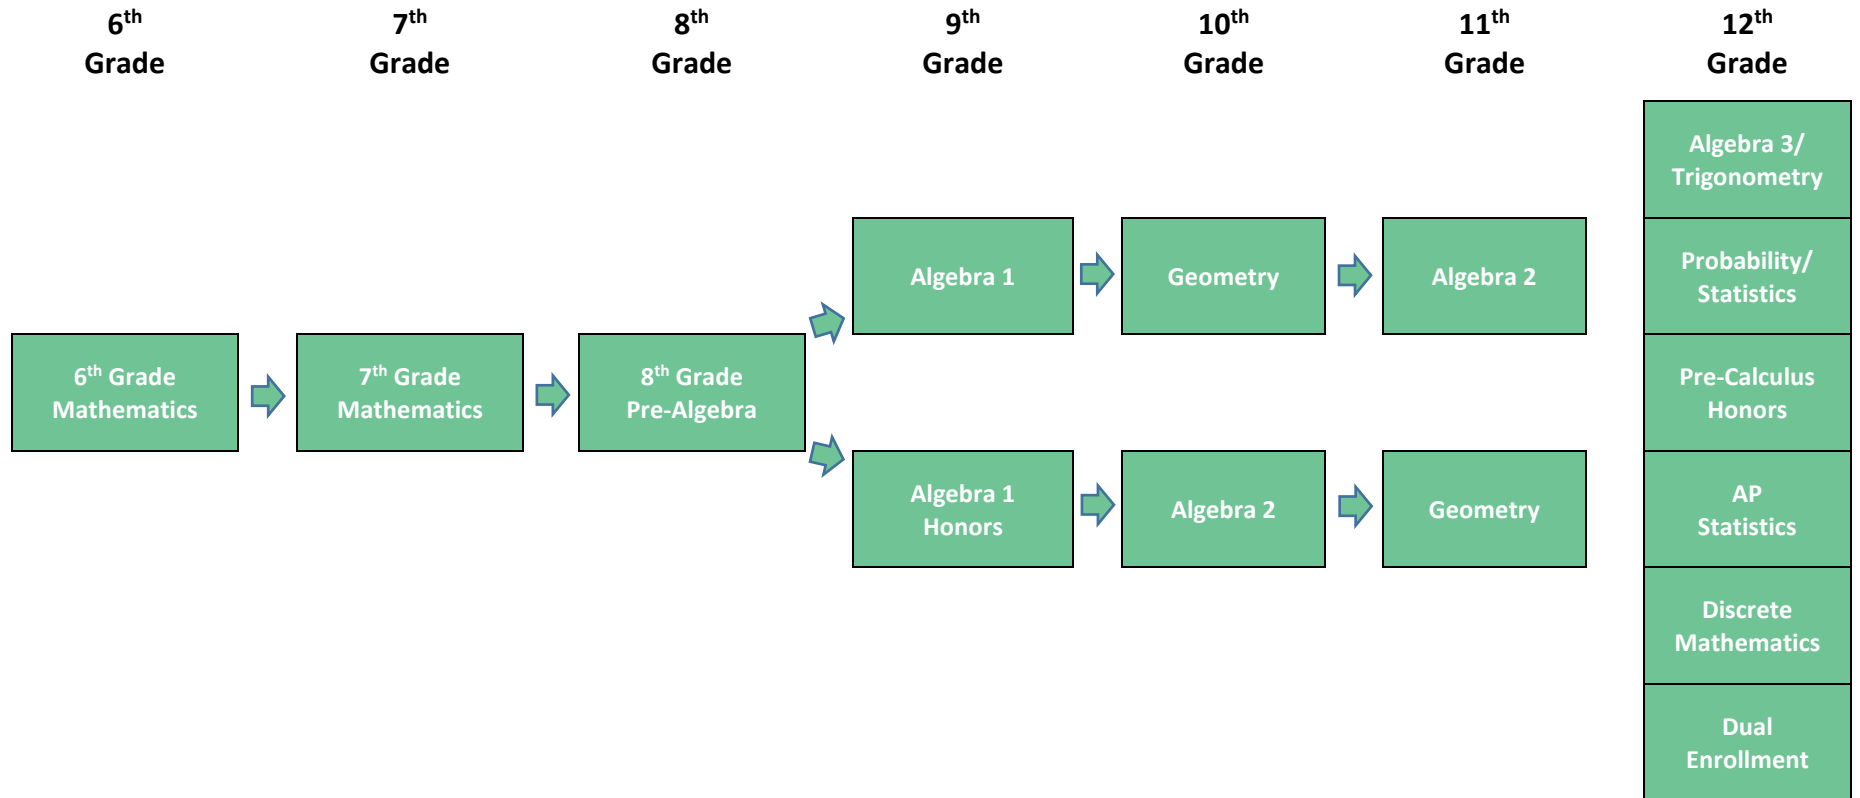 6th
Grade
7th
Grade
8th
Grade
9th
Grade
10th
Grade
11th
Grade
12th
Grade
6th Grade
Mathematics
7th Grade
Mathematics
8th Grade
Pre-Algebra
Algebra 1
Geometry
Algebra 2
Algebra 1
Honors
Algebra 2
Geometry
Algebra 3/
Trigonometry
Probability/
Statistics
Pre-Calculus
Honors
AP
Statistics
Discrete
Mathematics
Dual
Enrollment